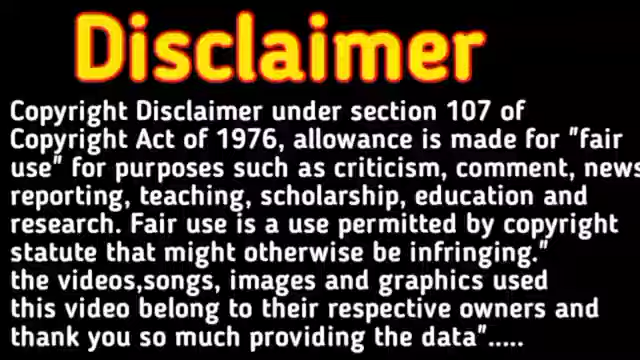 Disclaimer
Copyright Disclaimer under section 107 of
Copyright Act of 1976, allowance is made for "fair
use" for purposes such as criticism, comment, news
reporting, teaching, scholarship, education and
research. Fair use is a use permitted by copyright
statute that might otherwise be infringing."
the videos,songs, images and graphics used
this video belong to their respective owners and
thank you so much providing the data".....